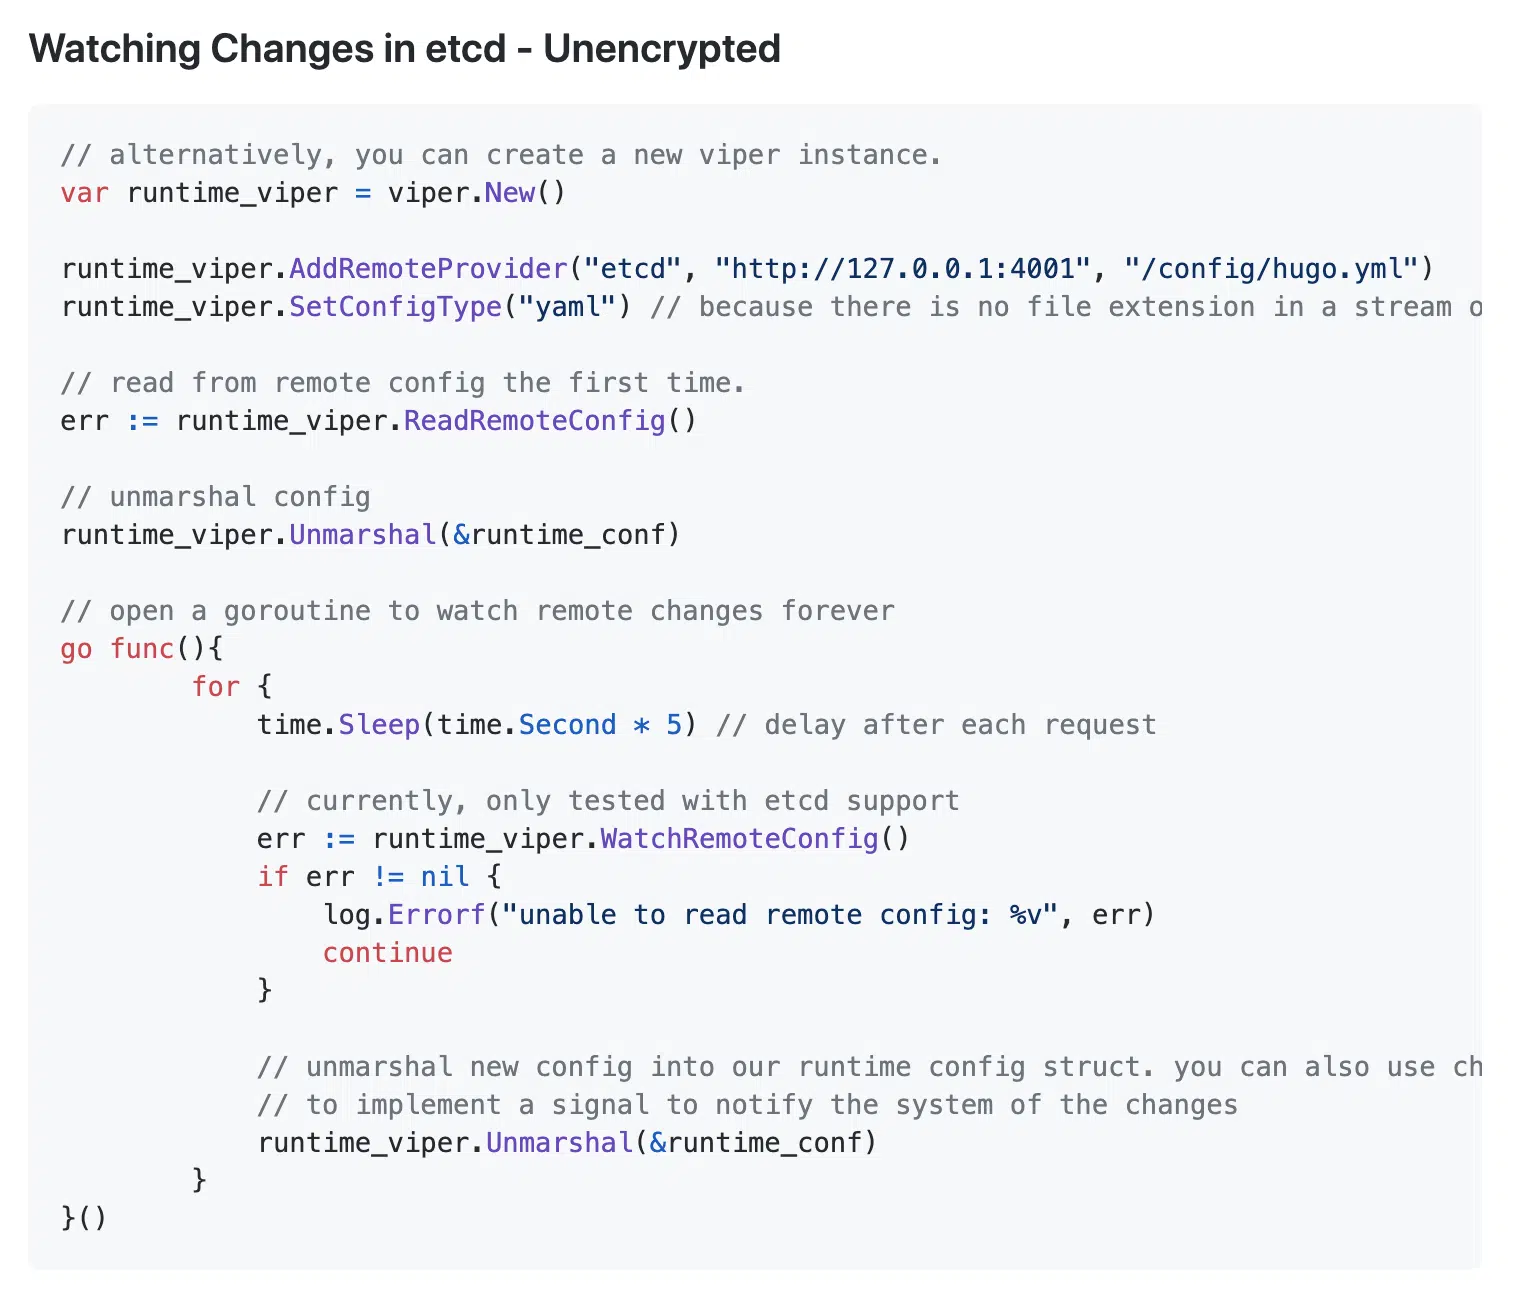 Watching Changes in etcd - Unencrypted
// alternatively, you can create a new viper instance.
var runtime_viper = viper.New()
runtime_viper.AddRemoteProvider("etcd", "http://127.0.0.1:4001", "/config/hugo.yml")
runtime_viper.SetConfigType("yaml") // because there is no file extension in a stream o
// read from remote config the first time.
err := runtime_viper.ReadRemoteConfig()
// unmarshal config
runtime_viper.Unmarshal(&runtime_conf)
// open a goroutine to watch remote changes forever
go func(){
for {
time.Sleep(time.Second * 5) // delay after each request
// currently, only tested with etcd support
err := runtime_viper.WatchRemoteConfig()
if err != nil {
log.Errorf("unable to read remote config: %v", err)
continue
}
// unmarshal new config into our runtime config struct. you can also use ch
// to implement a signal to notify the system of the changes
runtime_viper.Unmarshal(&runtime_conf)
}
}()